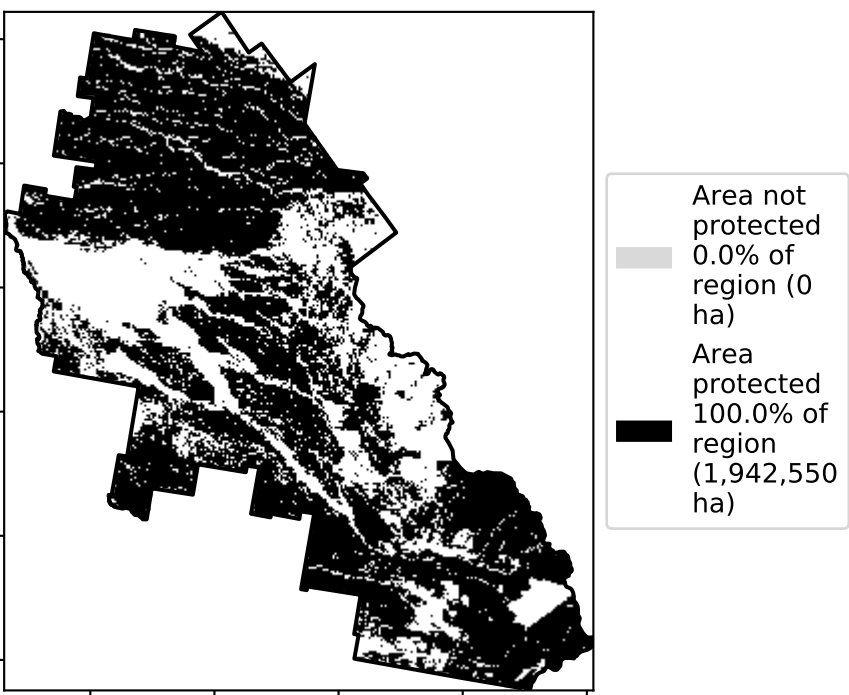 Area not
protected
0.0% of
region (0
ha)
Area
protected
100.0% of
region
(1,942,550
ha)